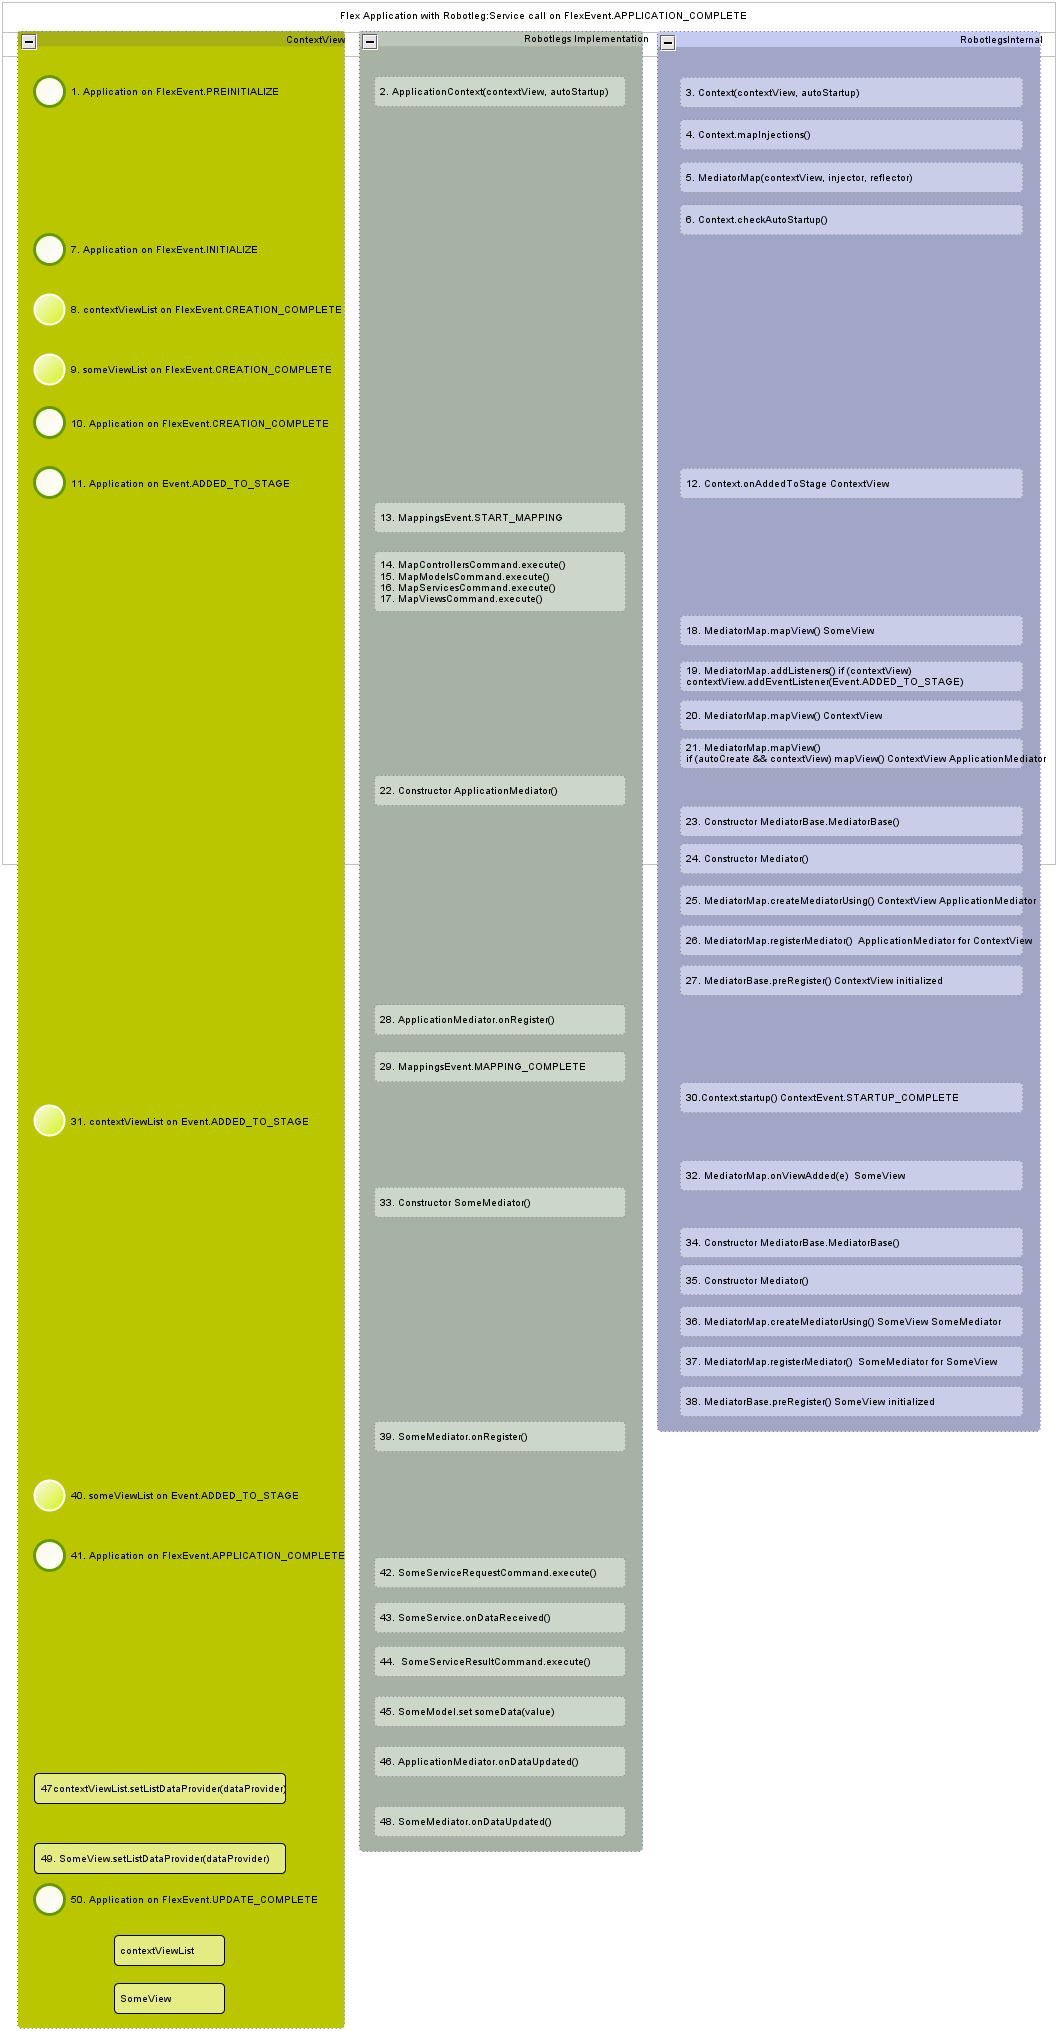 Flex Application with Robotleg:Service call on FlexEvent.APPLICATION_COMPLETE
ContextView
Robotlegs Implementation
RobotlegsInternal
1. Application on FlexEvent.PREINITIALIZE
2. ApplicationContext(contextView, autoStartup)
3. Context(contextView, autoStartup)
4. Context.mapInjections()
5. MediatorMap(contextView, injector, reflector)
6. Context.checkAutoStartup()
7. Application on FlexEvent.INITIALIZE
8. contextViewList on FlexEvent.CREATION_COMPLETE
9. someViewList on FlexEvent.CREATION_COMPLETE
10. Application on FlexEvent.CREATION_COMPLETE
11. Application on Event.ADDED_TO_STAGE
12. Context.onAddedToStage ContextView
13. MappingsEvent.START_MAPPING
14. MapControllersCommand.execute()
15. MapModelsCommand.execute()
16. MapServicesCommand.execute()
17. MapViewsCommand.execute()
18. MediatorMap.mapView() SomeView
19. MediatorMap.addListeners() if (contextView)
contextView.addEventListener(Event.ADDED_TO_STAGE)
20. MediatorMap.mapView() ContextView
21. MediatorMap.mapView()
if (autoCreate && contextView) mapView() ContextView ApplicationMediator
22. Constructor ApplicationMediator()
23. Constructor MediatorBase.MediatorBase()
24. Constructor Mediator()
25. MediatorMap.createMediatorUsing() ContextView ApplicationMediator
26. MediatorMap.registerMediator()  ApplicationMediator for ContextView
27. MediatorBase.preRegister() ContextView initialized
28. ApplicationMediator.onRegister()
29. MappingsEvent.MAPPING_COMPLETE
30.Context.startup() ContextEvent.STARTUP_COMPLETE
31. contextViewList on Event.ADDED_TO_STAGE
32. MediatorMap.onViewAdded(e)  SomeView
33. Constructor SomeMediator()
34. Constructor MediatorBase.MediatorBase()
35. Constructor Mediator()
36. MediatorMap.createMediatorUsing() SomeView SomeMediator
37. MediatorMap.registerMediator()  SomeMediator for SomeView
38. MediatorBase.preRegister() SomeView initialized
39. SomeMediator.onRegister()
40. someViewList on Event.ADDED_TO_STAGE
41. Application on FlexEvent.APPLICATION_COMPLETE
42. SomeServiceRequestCommand.execute()
43. SomeService.onDataReceived()
44.  SomeServiceResultCommand.execute()
45. SomeModel.set someData(value)
46. ApplicationMediator.onDataUpdated()
47contextViewList.setListDataProvider(dataProvider)
48. SomeMediator.onDataUpdated()
49. SomeView.setListDataProvider(dataProvider)
50. Application on FlexEvent.UPDATE_COMPLETE
contextViewList
SomeView